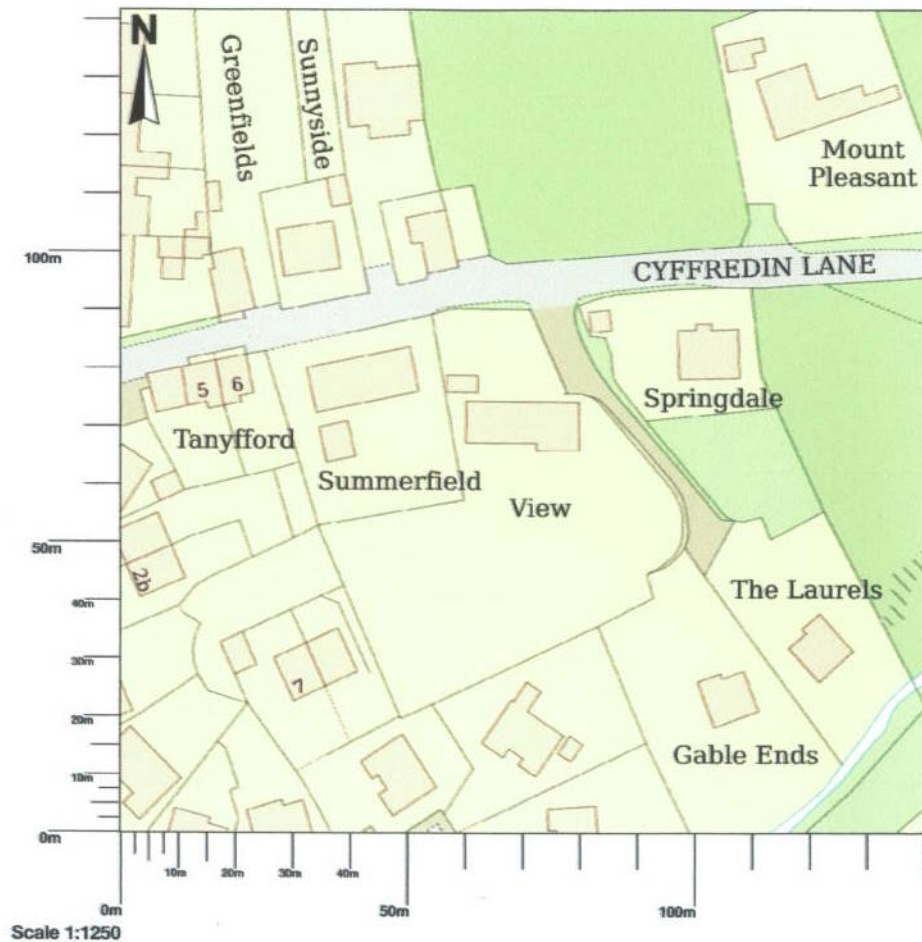 N
Greenfields
Sunnyside
Mount
Pleasant
100m
CYFFREDIN LANE
5
6
Springdale
Tanyfford
Summerfield
View
50m
2b
40m
The Laurels
30m
7
20m
Gable Ends
10m
0m
10m
20m
30m
40m
0m
50m
100m
Scale 1:1250